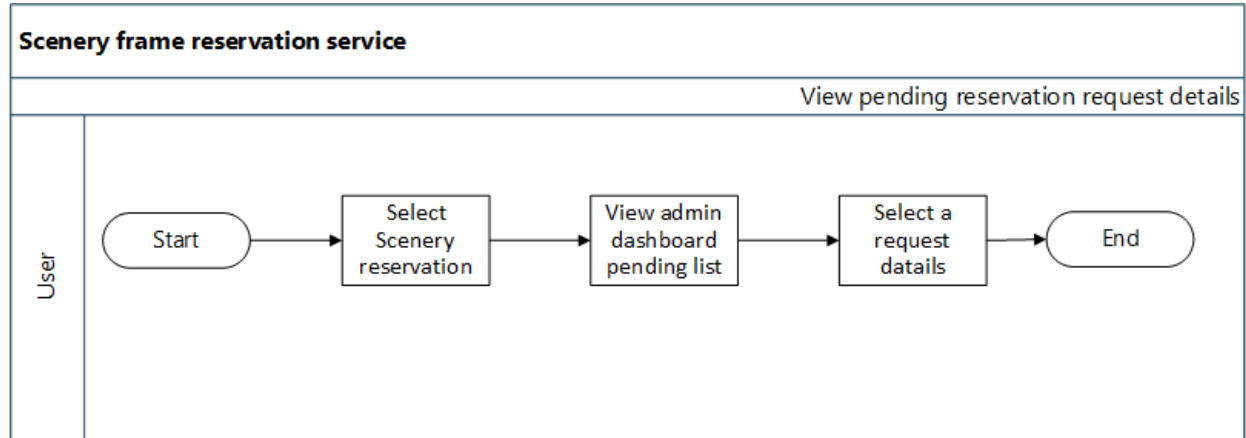 Scenery frame reservation service
View pending reservation request details
User
Start
Select
Scenery
reservation
View admin
dashboard
pending list
Select a
request
datails
End